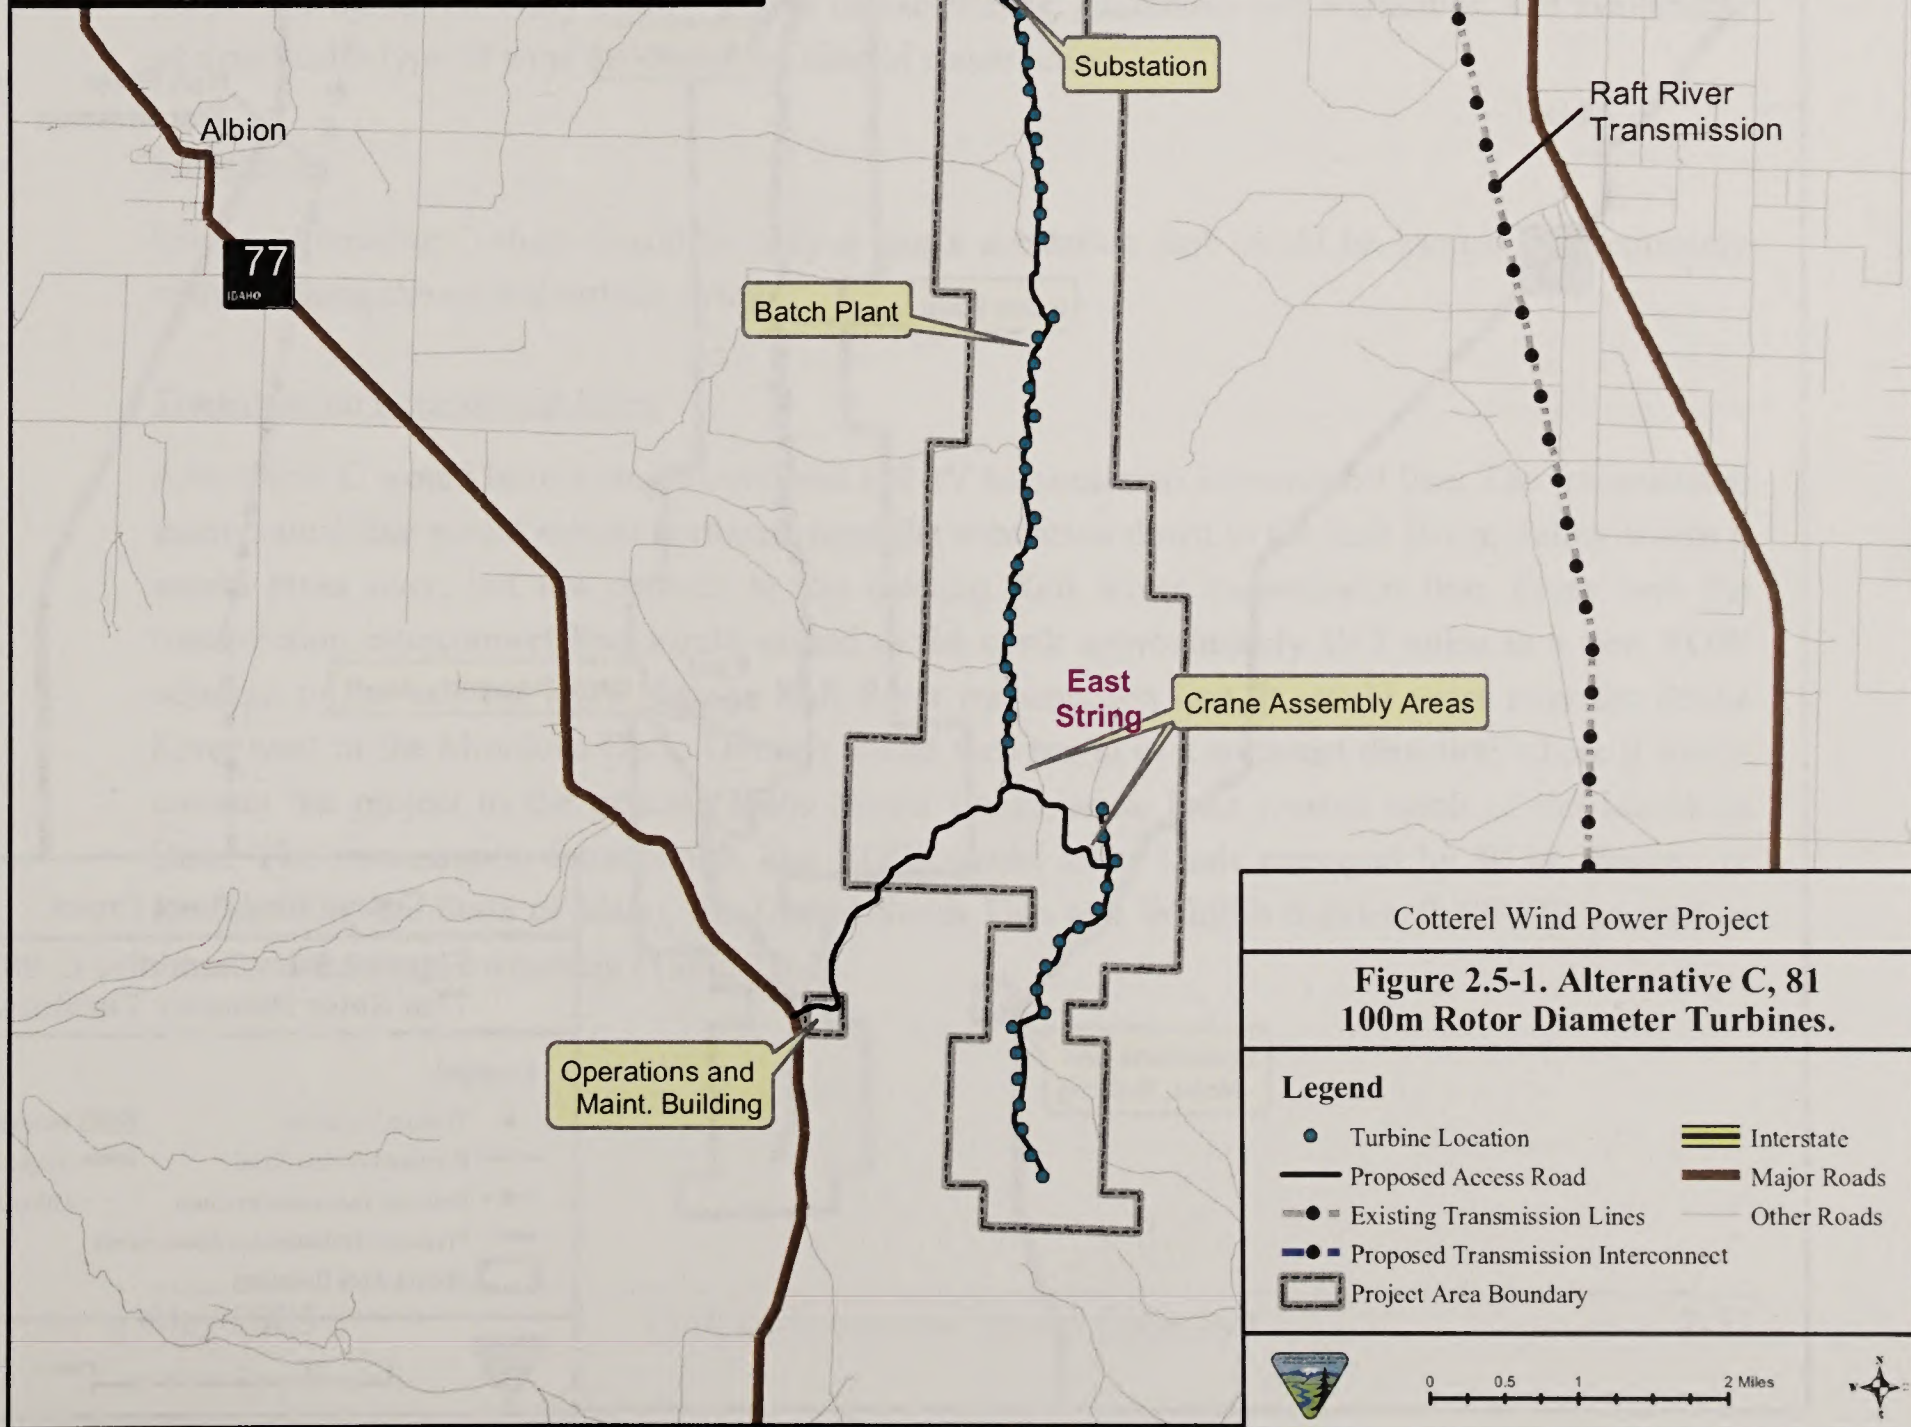 Substation
Raft River
Transmission
Albion
77
IDAHO
Batch Plant
East
String
Crane Assembly Areas
Operations and
Maint. Building
Cotterel Wind Power Project
Figure 2.5-1. Alternative C, 81
100m Rotor Diameter Turbines.
Legend
Turbine Location
Interstate
Proposed Access Road
Major Roads
Existing Transmission Lines
Other Roads
Proposed Transmission Interconnect
Project Area Boundary
0 0.5 1 2 Miles
N
W